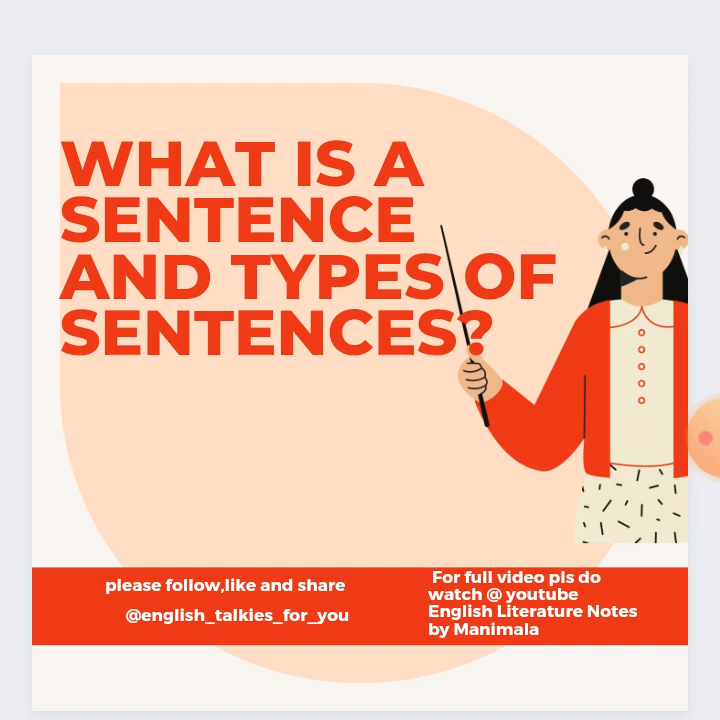 WHAT IS A
SENTENCE
AND TYPES OF
SENTENCES?
please follow,like and share
@english_talkies_for_you
For full video pls do
watch @ youtube
English Literature Notes
by Manimala